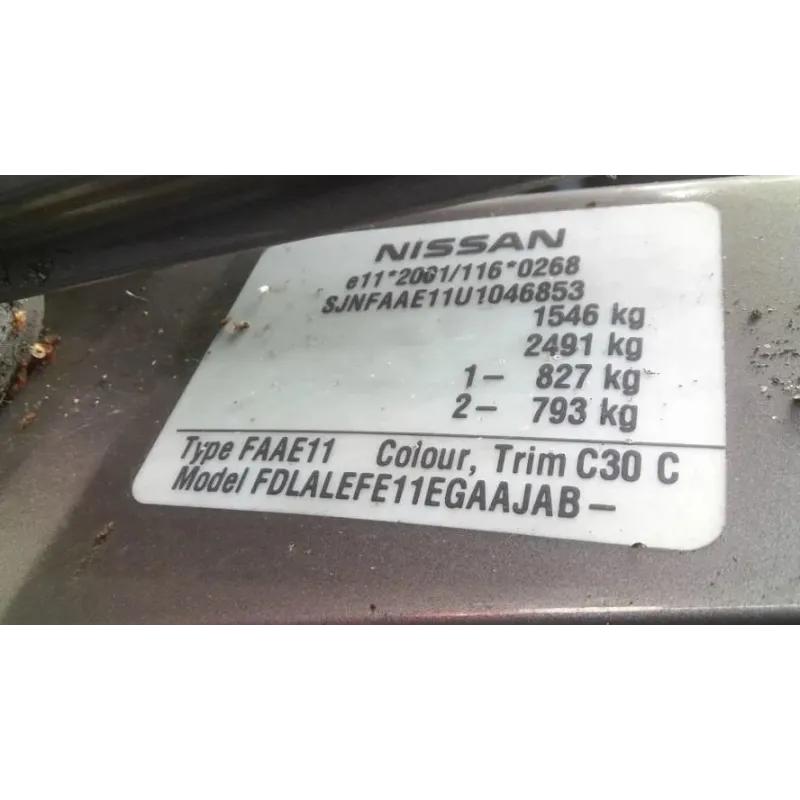 NISSAN
e11*2001/116*0268
SJNFAAE11U1046853
1546 kg
2491 kg
1- 827 kg
2- 793 kg
Type FAAE11 Colour, Trim C30 C
Model FDLALEFE11EGAAJAB-